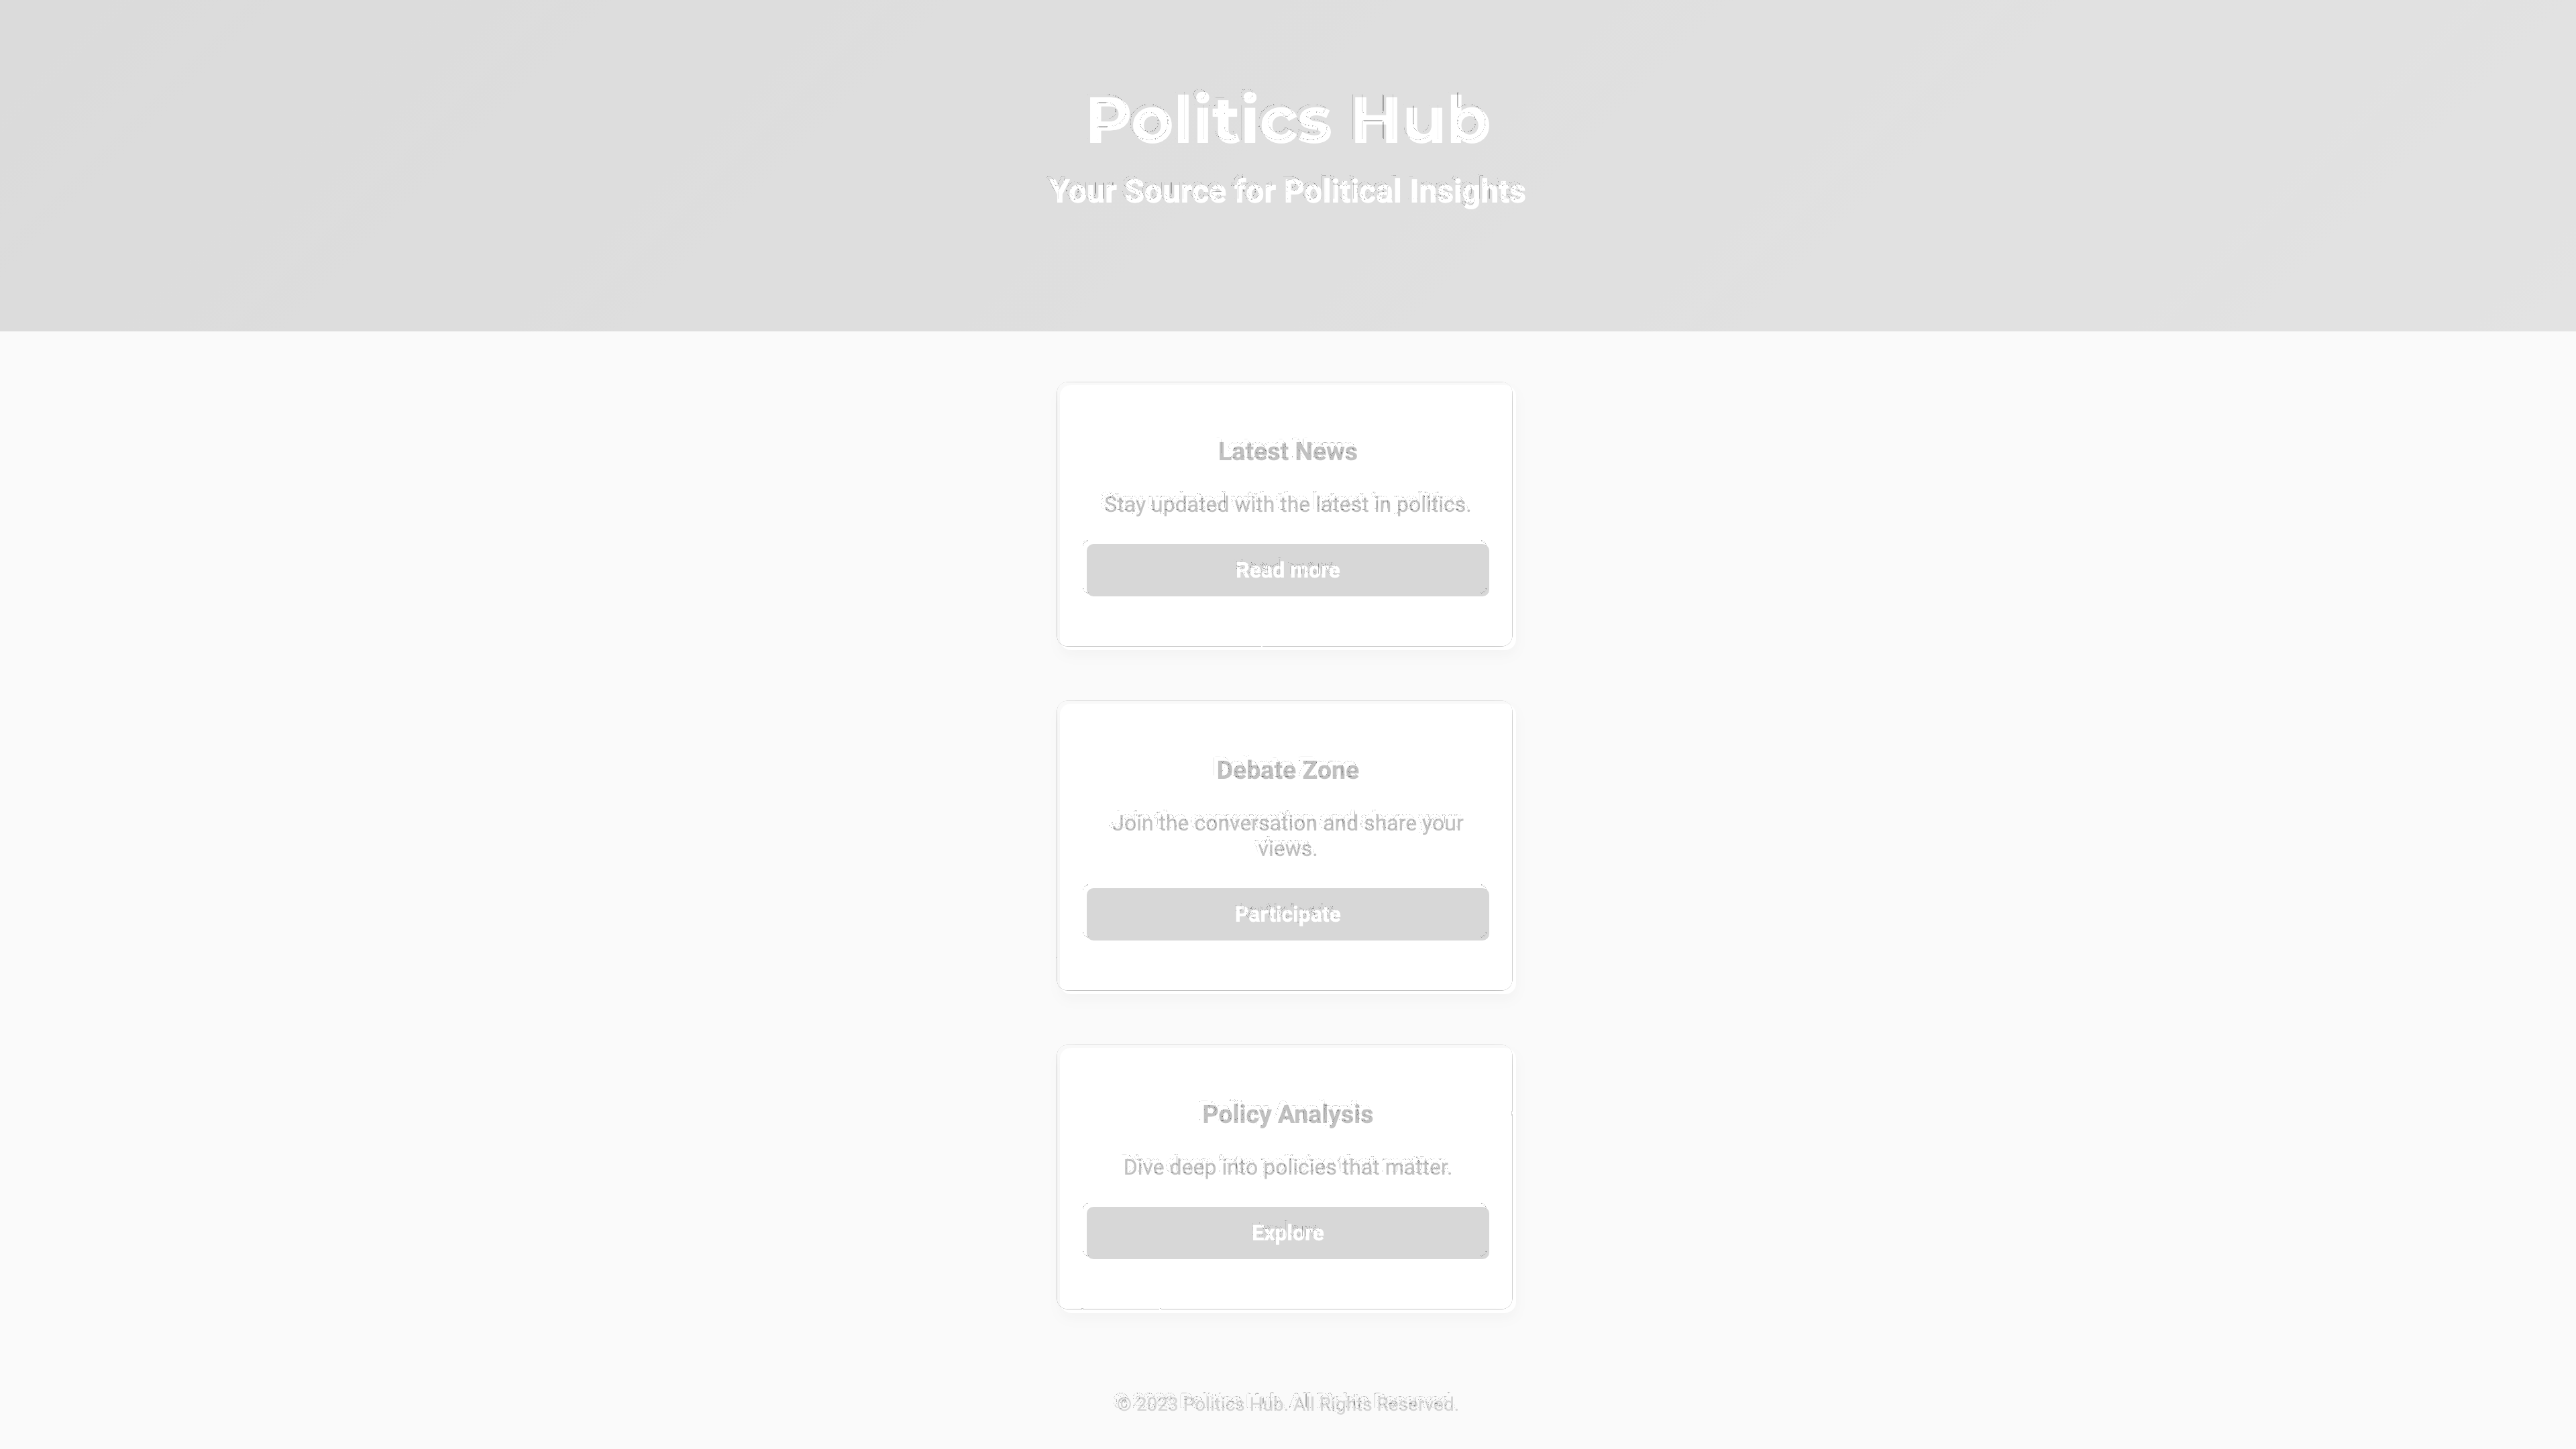 Politics Hub
Your Source for Political Insights
Latest News
Stay updated with the latest in politics.
Read more
Debate Zone
Join the conversation and share your
views.
Participate
Policy Analysis
Dive deep into policies that matter.
Explore
© 2023 Politics Hub. All Rights Reserved.